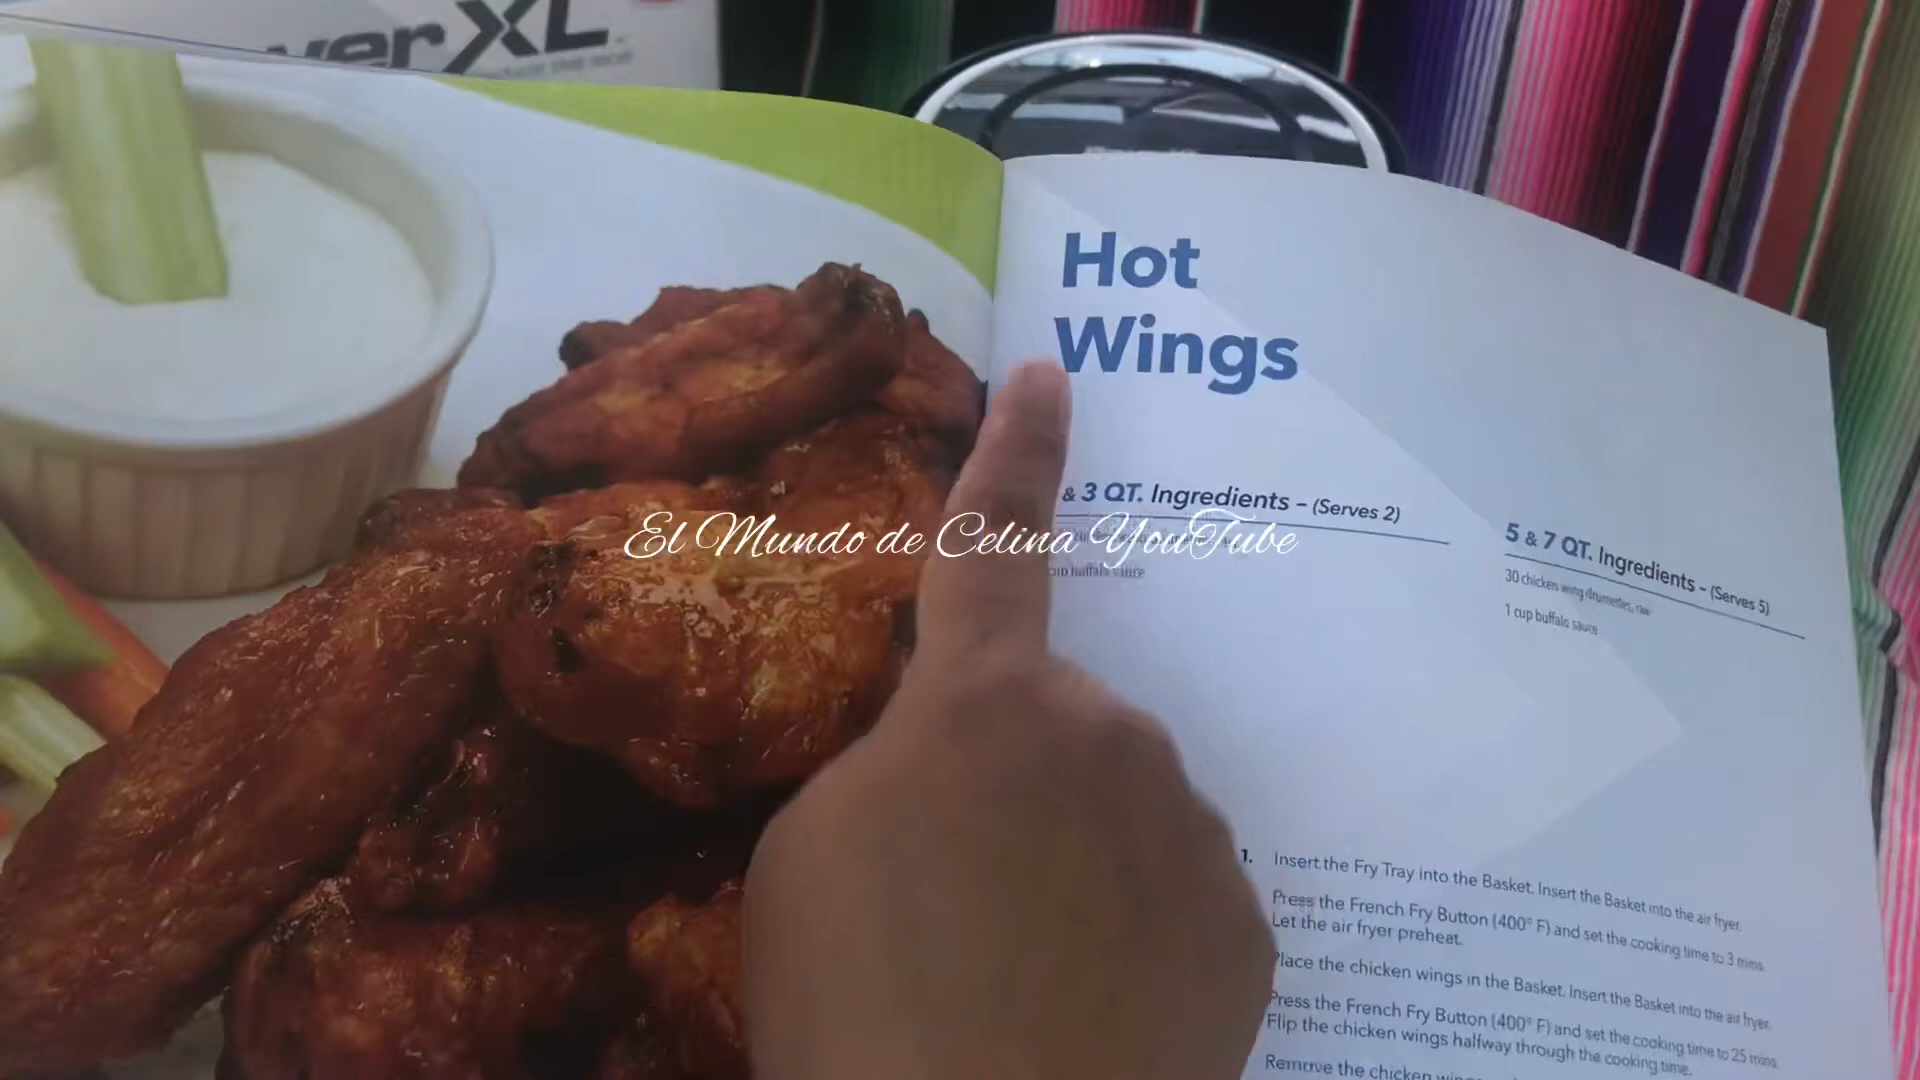 XL
Hot
Wings
& 3 QT. Ingredients – (Serves 2)
buffalo sauce
5 & 7 QT. Ingredients – (Serves 5)
30 chicken wing drumettes, raw
1 cup buffalo sauce
El Mundo de Celina YouTube
1. Insert the Fry Tray into the Basket. Insert the Basket into the air fryer.
Press the French Fry Button (400° F) and set the cooking time to 3 mins.
Let the air fryer preheat.
Place the chicken wings in the Basket. Insert the Basket into the air fryer.
Press the French Fry Button (400° F) and set the cooking time to 25 mins.
Flip the chicken wings halfway through the cooking time.
Remove the chicken